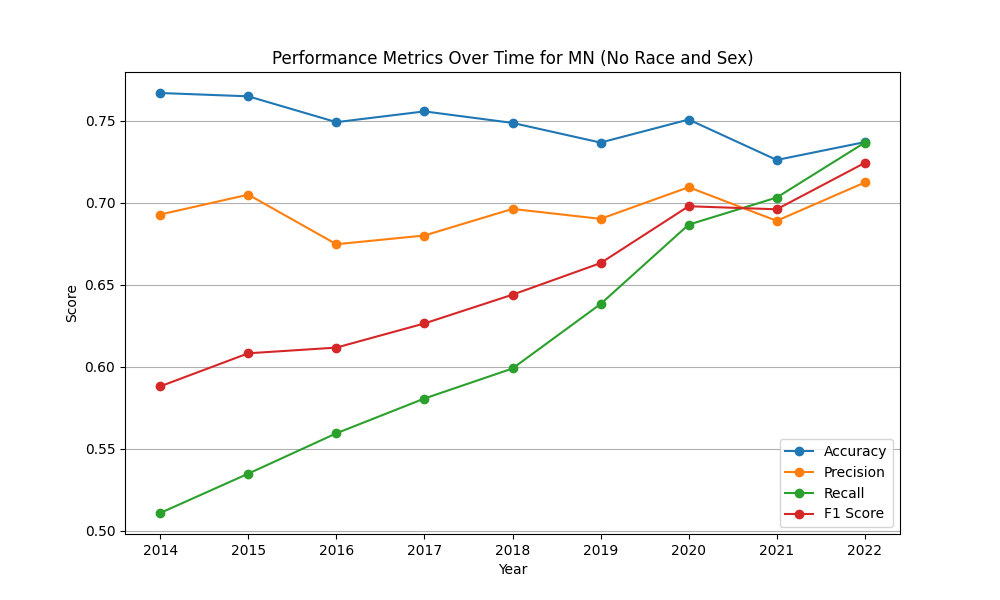 Performance Metrics Over Time for MN (No Race and Sex)
0.75
0.70
0.65
0.60
0.55
0.50
Score
Accuracy
Precision
Recall
F1 Score
2014 2015 2016 2017 2018 2019 2020 2021 2022
Year